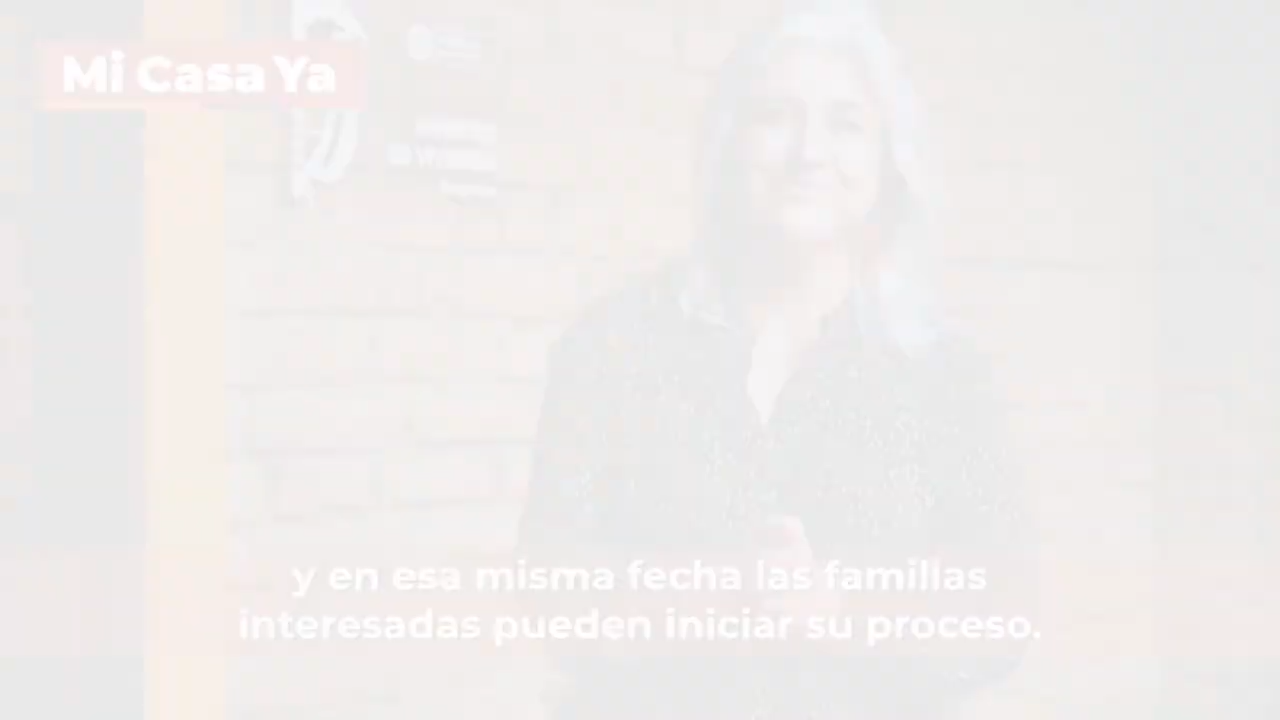 Mi Casa Ya
y en esa misma fecha las familias
interesadas pueden iniciar su proceso.